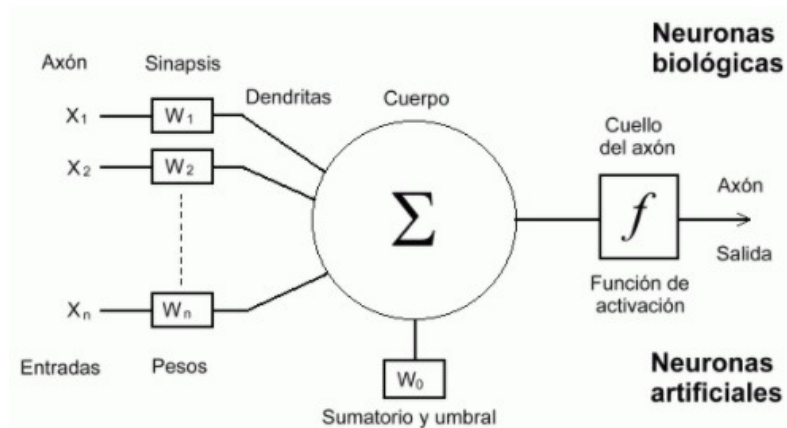 Neuronas
biológicas
Axón
Sinapsis
Dendritas
Cuerpo
Cuello
del axón
X₁
W₁
X₂
W₂
Σ
f
Axón
Salida
Función de
activación
Xₙ
Wₙ
Entradas
Pesos
W₀
Sumatorio y umbral
Neuronas
artificiales